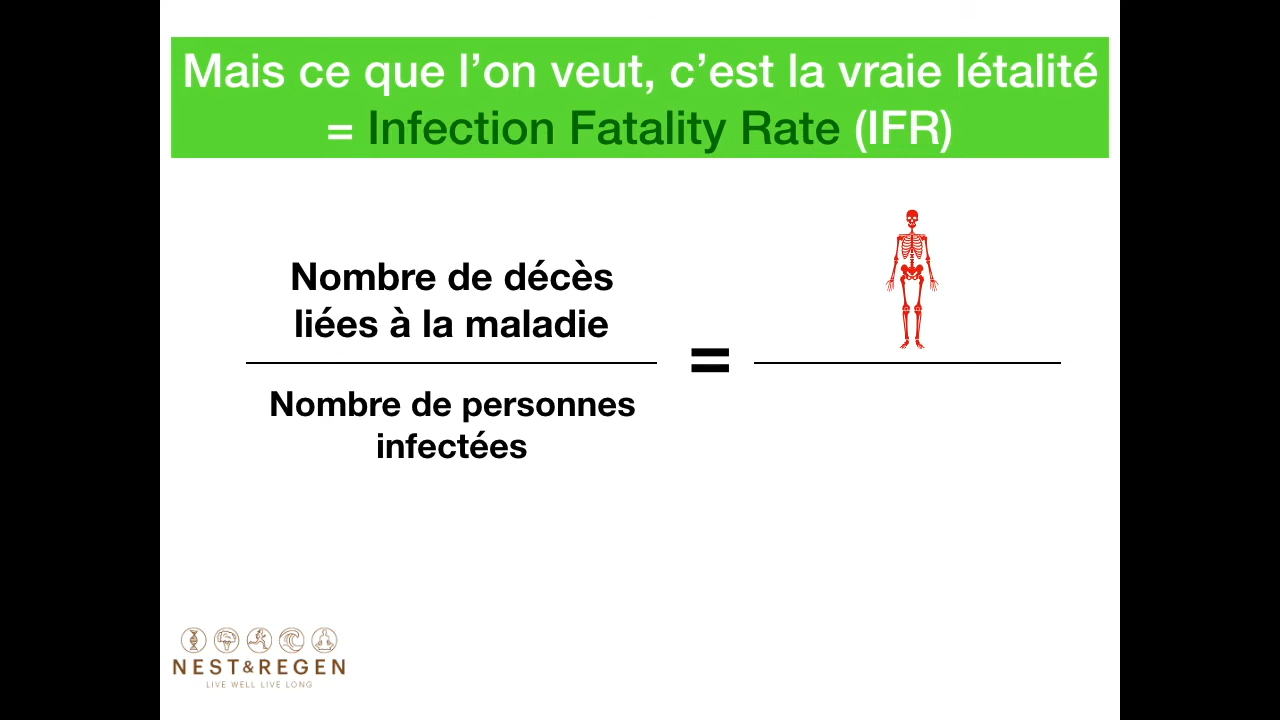 Mais ce que l'on veut, c'est la vraie létalité
= Infection Fatality Rate (IFR)
Nombre de décès
liées à la maladie
=
Nombre de personnes
infectées
NEST&REGEN
LIVE WELL LIVE LONG